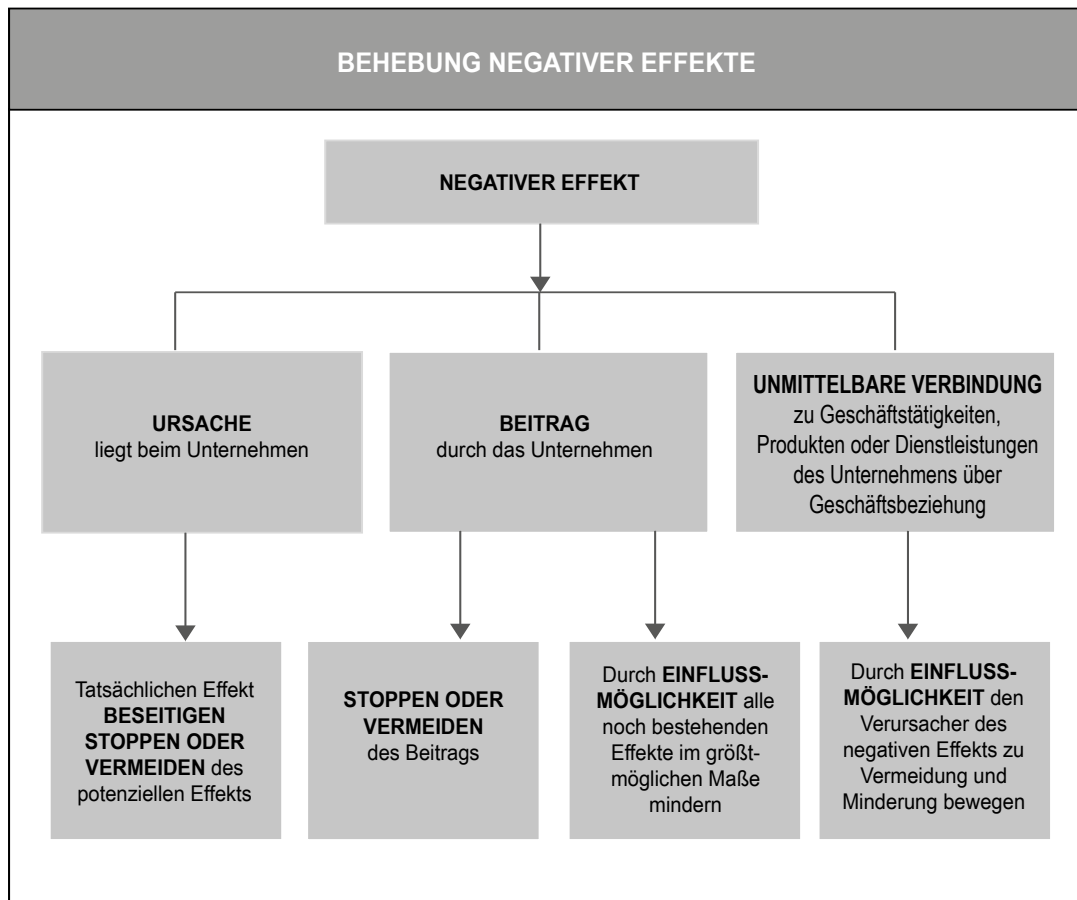 BEHEBUNG NEGATIVER EFFEKTE
NEGATIVER EFFEKT
URSACHE
liegt beim Unternehmen
BEITRAG
durch das Unternehmen
UNMITTELBARE VERBINDUNG
zu Geschäftstätigkeiten,
Produkten oder Dienstleistungen
des Unternehmens über
Geschäftsbeziehung
Tatsächlichen Effekt
BESEITIGEN
STOPPEN ODER
VERMEIDEN des
potenziellen Effekts
STOPPEN ODER
VERMEIDEN
des Beitrags
Durch EINFLUSS-
MÖGLICHKEIT alle
noch bestehenden
Effekte im größt-
möglichen Maße
mindern
Durch EINFLUSS-
MÖGLICHKEIT den
Verursacher des
negativen Effekts zu
Vermeidung und
Minderung bewegen